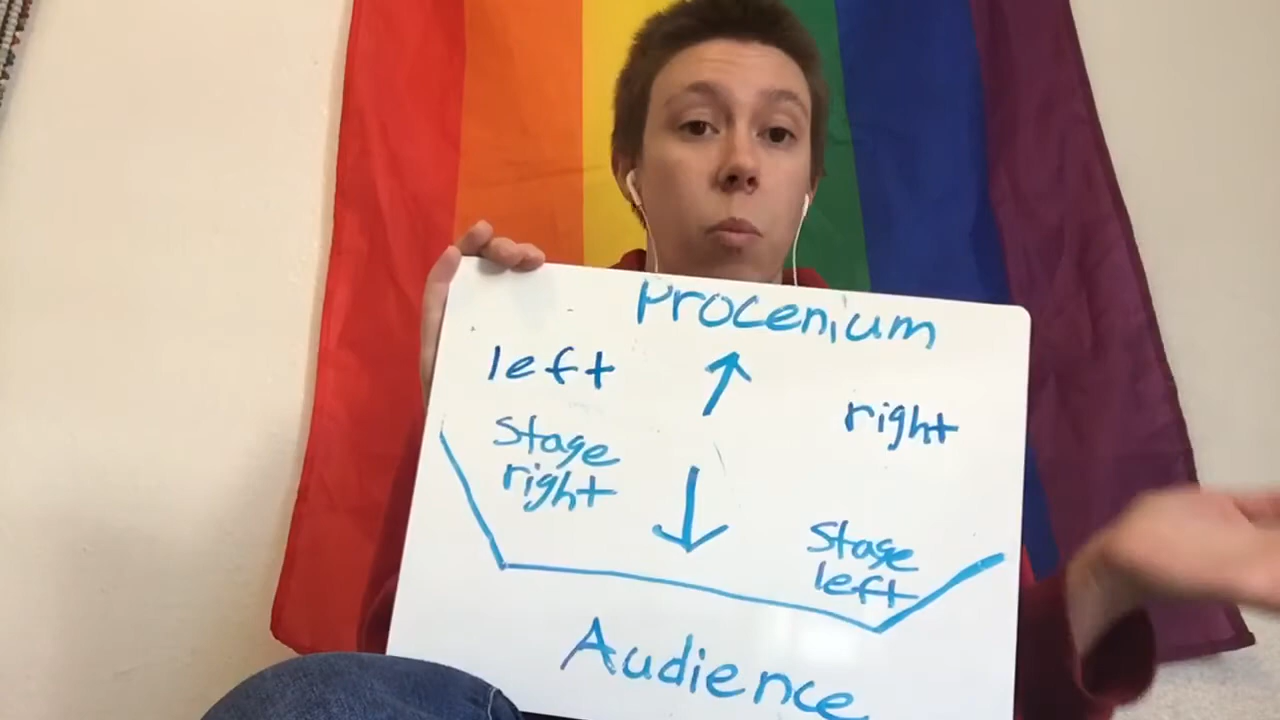 Procenium
left
right
Stage
right
Stage
left
Audience